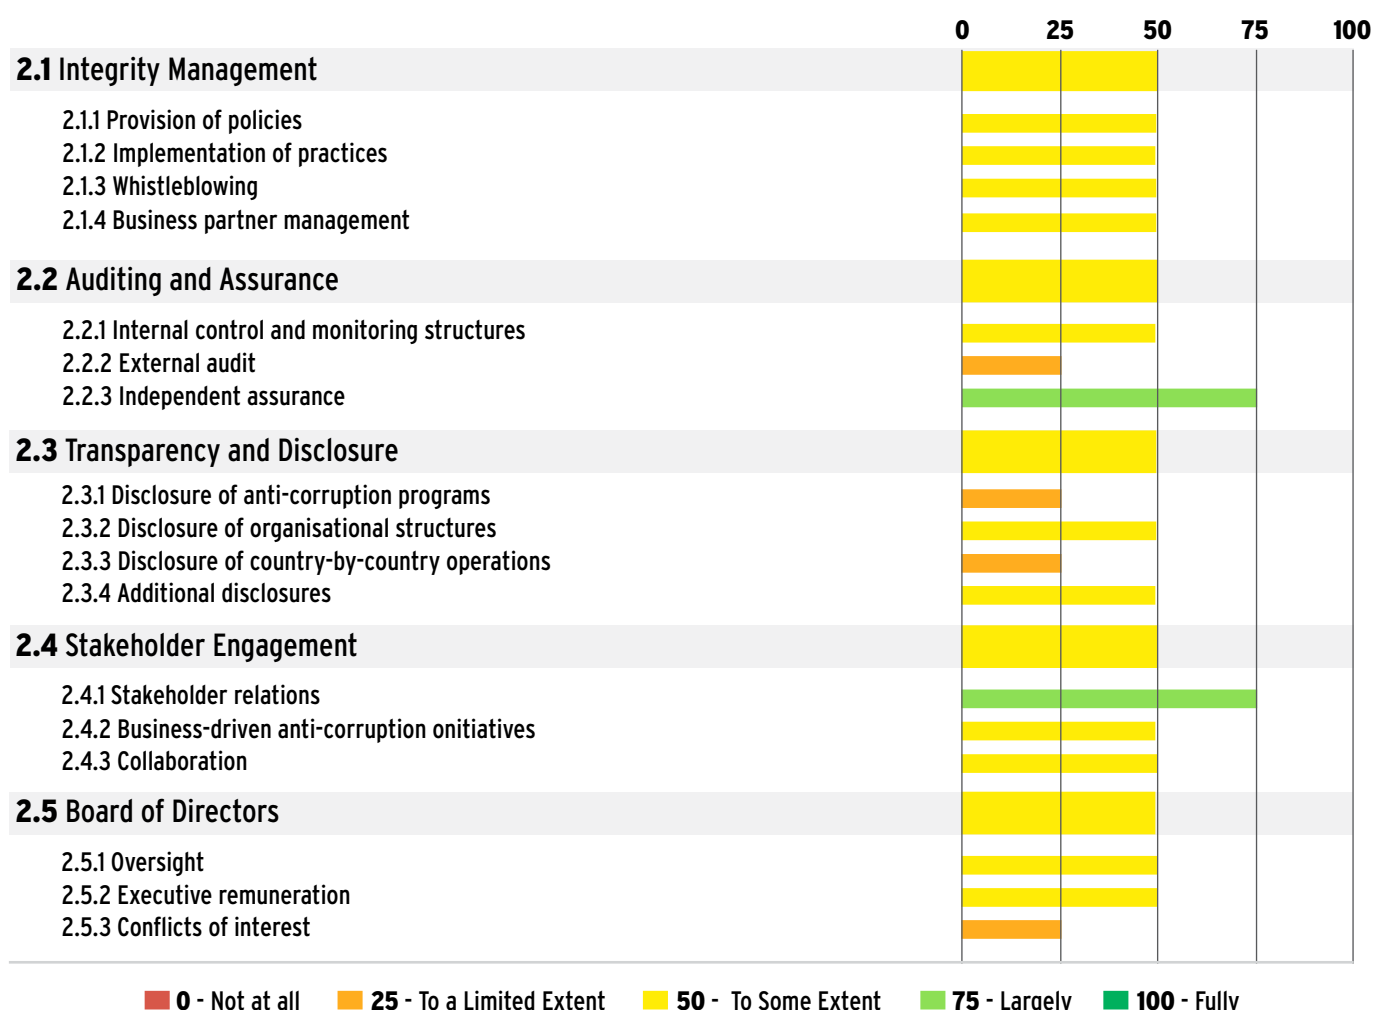 0 25 50 75 100
2.1 Integrity Management
2.1.1 Provision of policies
2.1.2 Implementation of practices
2.1.3 Whistleblowing
2.1.4 Business partner management
2.2 Auditing and Assurance
2.2.1 Internal control and monitoring structures
2.2.2 External audit
2.2.3 Independent assurance
2.3 Transparency and Disclosure
2.3.1 Disclosure of anti-corruption programs
2.3.2 Disclosure of organisational structures
2.3.3 Disclosure of country-by-country operations
2.3.4 Additional disclosures
2.4 Stakeholder Engagement
2.4.1 Stakeholder relations
2.4.2 Business-driven anti-corruption onitiatives
2.4.3 Collaboration
2.5 Board of Directors
2.5.1 Oversight
2.5.2 Executive remuneration
2.5.3 Conflicts of interest
0 - Not at all 25 - To a Limited Extent 50 - To Some Extent 75 - Largely 100 - Fully